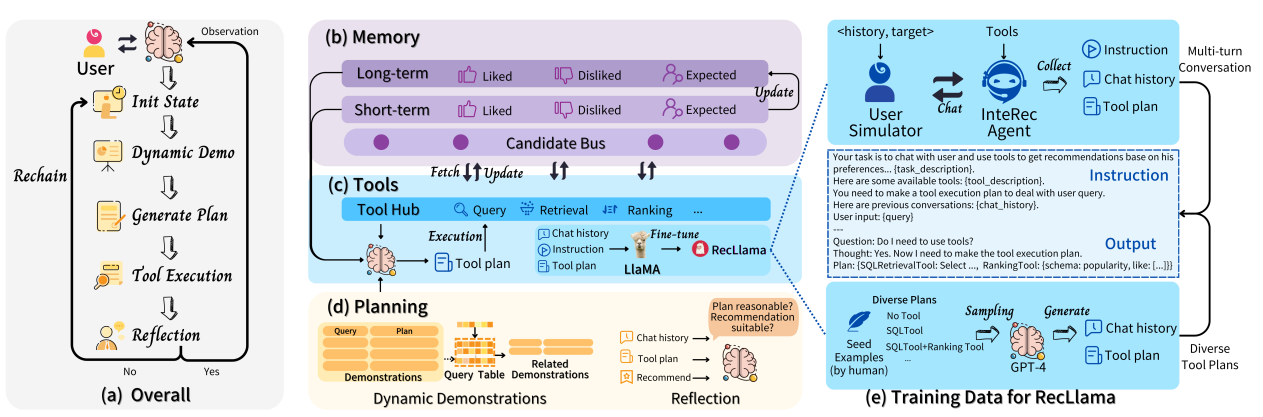 Observation
User
Init State
Dynamic Demo
Rechain
Generate Plan
Tool Execution
Reflection
No
Yes
(a) Overall
(b) Memory
Long-term
Liked
Disliked
Expected
Short-term
Liked
Disliked
Expected
Update
Candidate Bus
Fetch
Update
(c) Tools
Tool Hub
Query
Retrieval
Ranking
...
Execution
Tool plan
Chat history
Instruction
Tool plan
Fine-tune
LlaMA
RecLlama
(d) Planning
Query
Plan
Demonstrations
Query Table
Related
Demonstrations
Dynamic Demonstrations
Plan reasonable?
Recommendation
suitable?
Chat history
Tool plan
Recommend
Reflection
<history, target>
Tools
User
Simulator
Chat
InteRec
Agent
Collect
Instruction
Chat history
Tool plan
Multi-turn
Conversation
Your task is to chat with user and use tools to get recommendations base on his
preferences... {task_description}.
Here are some available tools: {tool_description}.
You need to make a tool execution plan to deal with user query.
Here are previous conversations: {chat_history}.
User input: {query}
---
Question: Do I need to use tools?
Thought: Yes. Now I need to make the tool execution plan.
Plan: {SQLRetrievalTool: Select ..., RankingTool: {schema: popularity, like: [...]}}
Instruction
Output
Diverse Plans
No Tool
SQLTool
SQLTool+Ranking Tool
...
Seed
Examples
(by human)
Sampling
GPT-4
Generate
Chat history
Tool plan
Diverse
Tool Plans
(e) Training Data for RecLlama